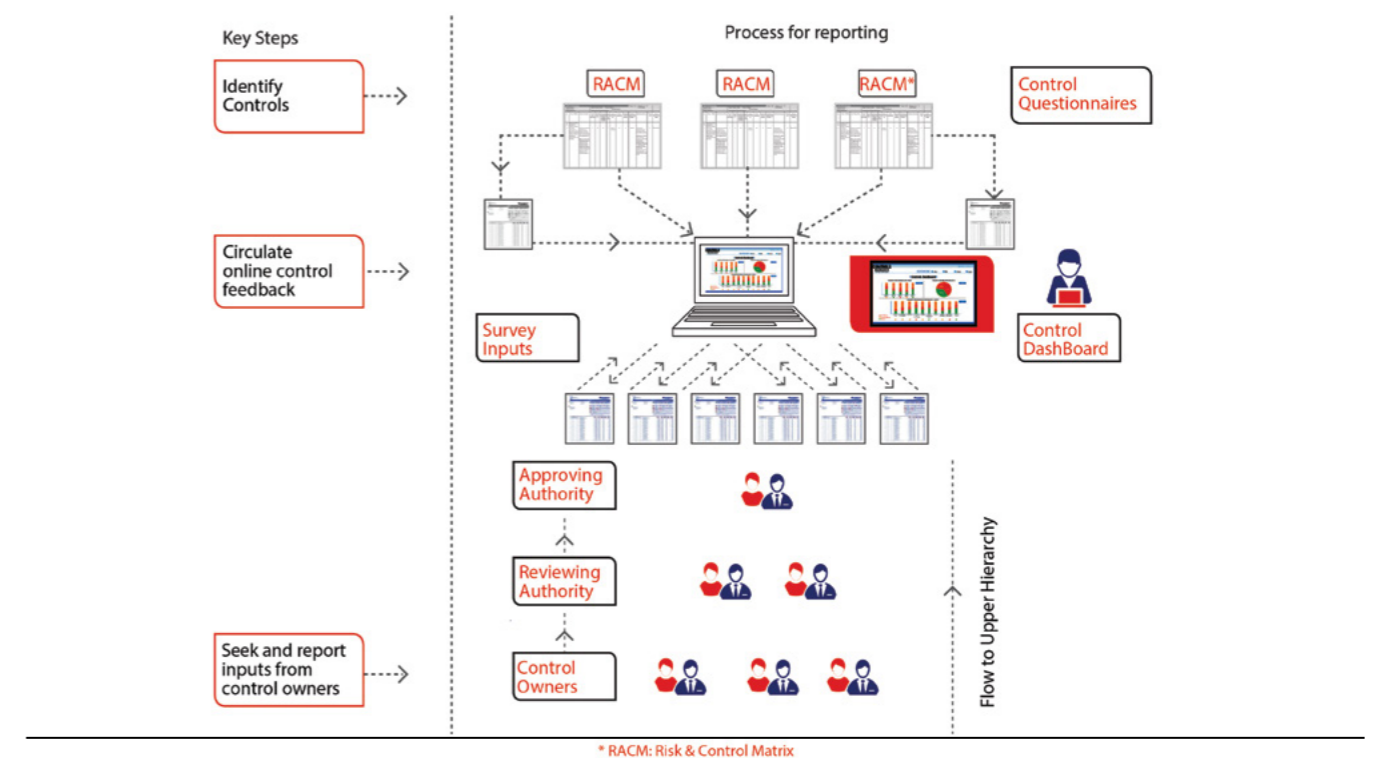 Key Steps
Process for reporting
Identify
Controls
RACM
RACM
RACM*
Control
Questionnaires
Circulate
online control
feedback
Survey
Inputs
Control
DashBoard
Approving
Authority
Reviewing
Authority
Seek and report
inputs from
control owners
Control
Owners
Flow to Upper Hierarchy
* RACM: Risk & Control Matrix